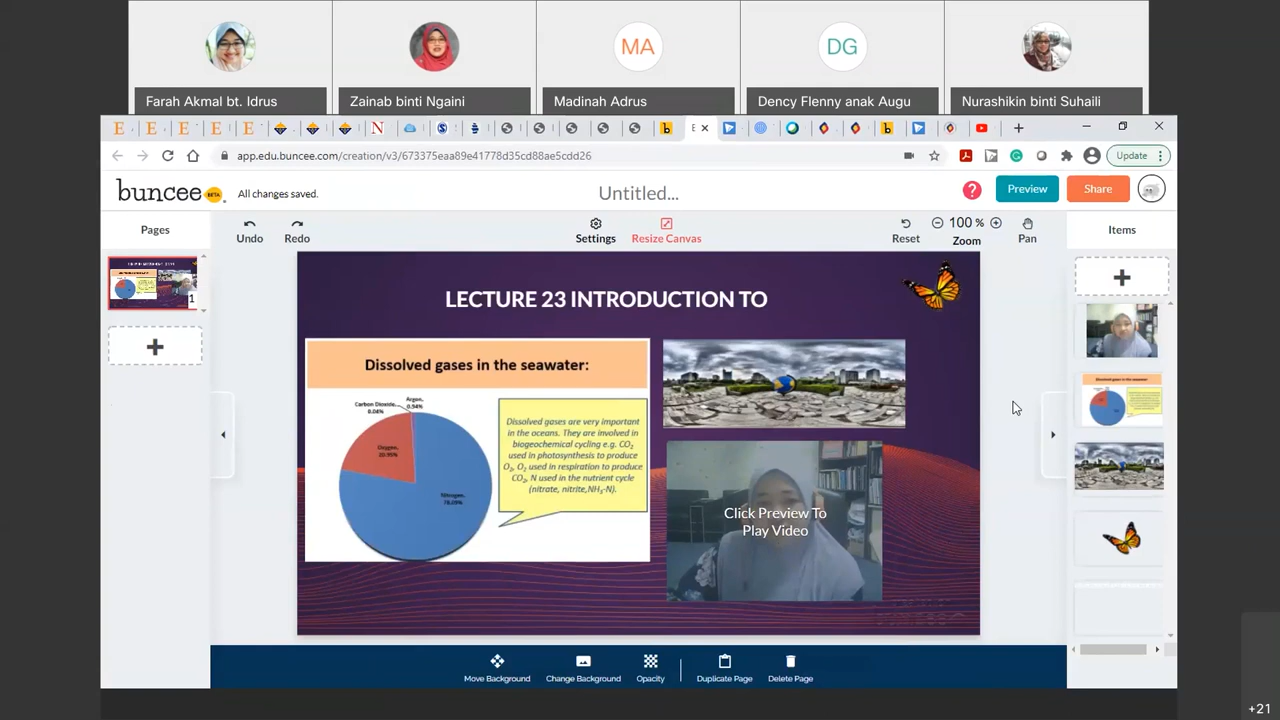 MA
DG
Farah Akmal bt. Idrus
Zainab binti Ngaini
Madinah Adrus
Dency Flenny anak Augu
Nurashikin binti Suhaili
app.edu.buncee.com/creation/v3/673375eaa89e41778d35cd88ae5cdd26
Update
buncee BETA
All changes saved.
Untitled...
Preview
Share
Pages
Undo
Redo
Settings
Resize Canvas
Reset
100 %
Zoom
Pan
Items
1
LECTURE 23 INTRODUCTION TO
Dissolved gases in the seawater:
Carbon Dioxide...
0.04%
Argon,
0.94%
Oxygen,
20.95%
Nitrogen,
78.09%
Dissolved gases are very important
in the oceans. They are involved in
biogeochemical cycling e.g. CO2
used in photosynthesis to produce
O2, O2 used in respiration to produce
CO2, N used in the nutrient cycle
(nitrate, nitrite,NH3-N).
Click Preview To
Play Video
Move Background
Change Background
Opacity
Duplicate Page
Delete Page
+21